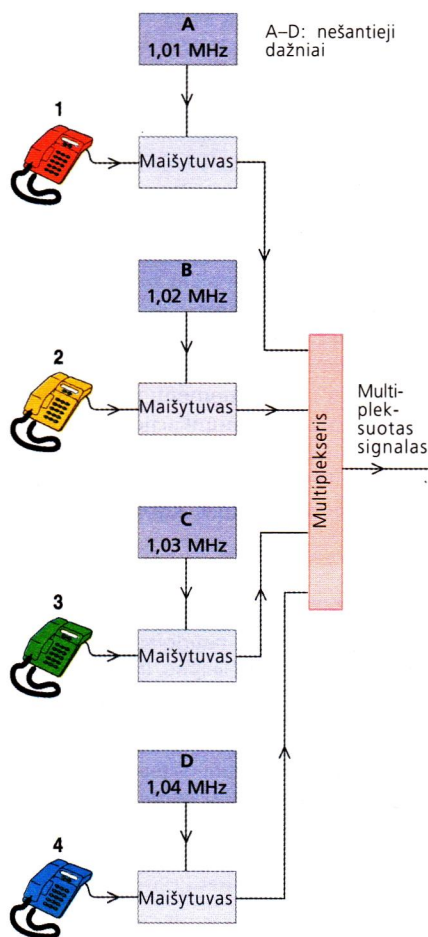 A
1,01 MHz
A–D: nešantieji
dažniai
1
Maišytuvas
B
1,02 MHz
2
Maišytuvas
Multiplekseris
Multi-
plek-
suotas
signalas
C
1,03 MHz
3
Maišytuvas
D
1,04 MHz
4
Maišytuvas